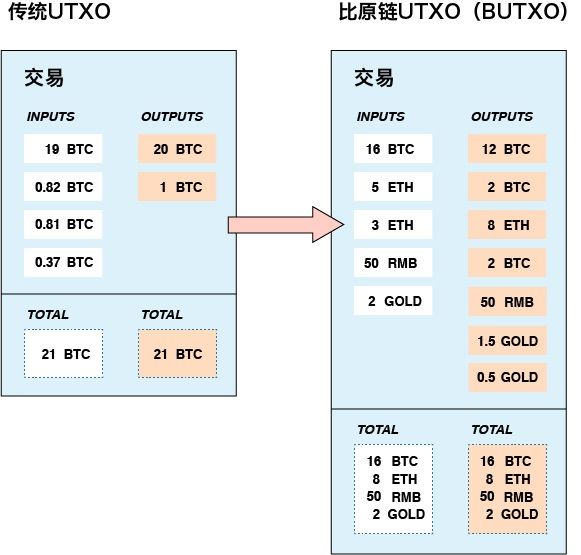 传统UTXO
交易
INPUTS OUTPUTS
19 BTC 20 BTC
0.82 BTC 1 BTC
0.81 BTC
0.37 BTC
TOTAL TOTAL
21 BTC 21 BTC
比原链UTXO（BUTXO）
交易
INPUTS OUTPUTS
16 BTC 12 BTC
5 ETH 2 BTC
3 ETH 8 ETH
50 RMB 2 BTC
2 GOLD 50 RMB
1.5 GOLD
0.5 GOLD
TOTAL TOTAL
16 BTC 16 BTC
8 ETH 8 ETH
50 RMB 50 RMB
2 GOLD 2 GOLD